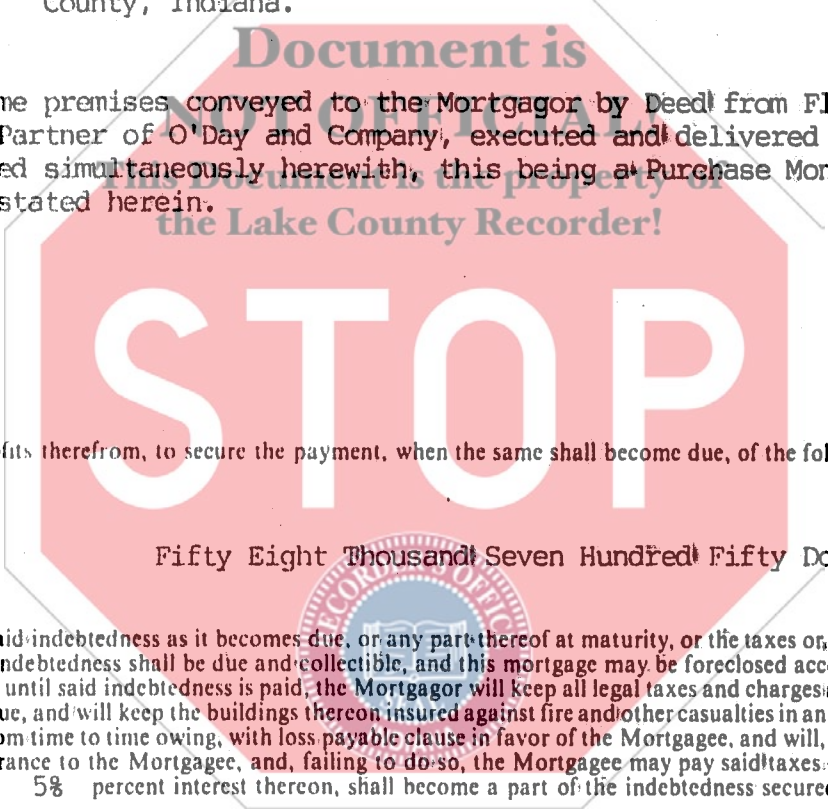 County, Indiana.
Document is
ne premises conveyed to the Mortgagor by Deed from Fl
NOT OFFICIAL!
Partner of O'Day and Company, executed and delivered
ed simultaneously herewith, this being a Purchase Mor
This Document is the property of
stated herein.
the Lake County Recorder!
STOP
fits therefrom, to secure the payment, when the same shall become due, of the fol
Fifty Eight Thousand Seven Hundred Fifty Do
RECORDER'S OFFICE
aid indebtedness as it becomes due, or any part thereof at maturity, or the taxes or
ndebtedness shall be due and collectible, and this mortgage may be foreclosed acc
until said indebtedness is paid, the Mortgagor will keep all legal taxes and charges
ue, and will keep the buildings thereon insured against fire and other casualties in an
om time to time owing, with loss payable clause in favor of the Mortgagee, and will,
rance to the Mortgagee, and, failing to do so, the Mortgagee may pay said taxes
5% percent interest thereon, shall become a part of the indebtedness secured